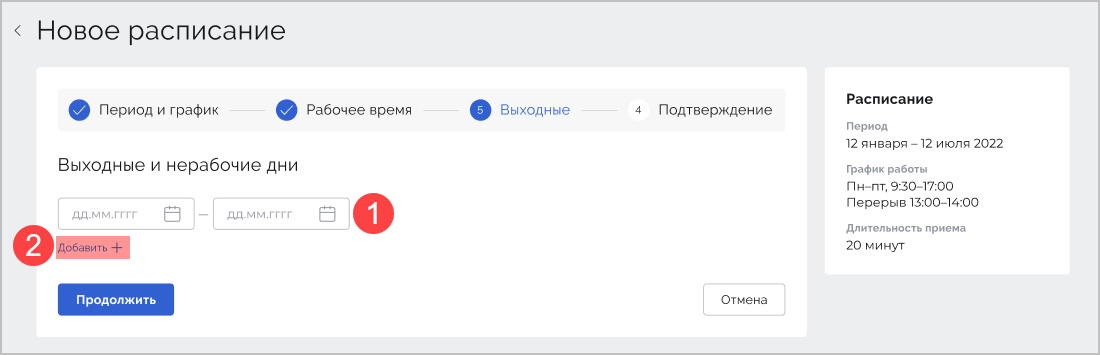 Новое расписание
Период и график
Рабочее время
5 Выходные
4 Подтверждение
Выходные и нерабочие дни
дд.мм.гггг – дд.мм.гггг 1
2 Добавить +
Продолжить
Отмена
Расписание
Период
12 января – 12 июля 2022
График работы
Пн–пт, 9:30–17:00
Перерыв 13:00–14:00
Длительность приема
20 минут